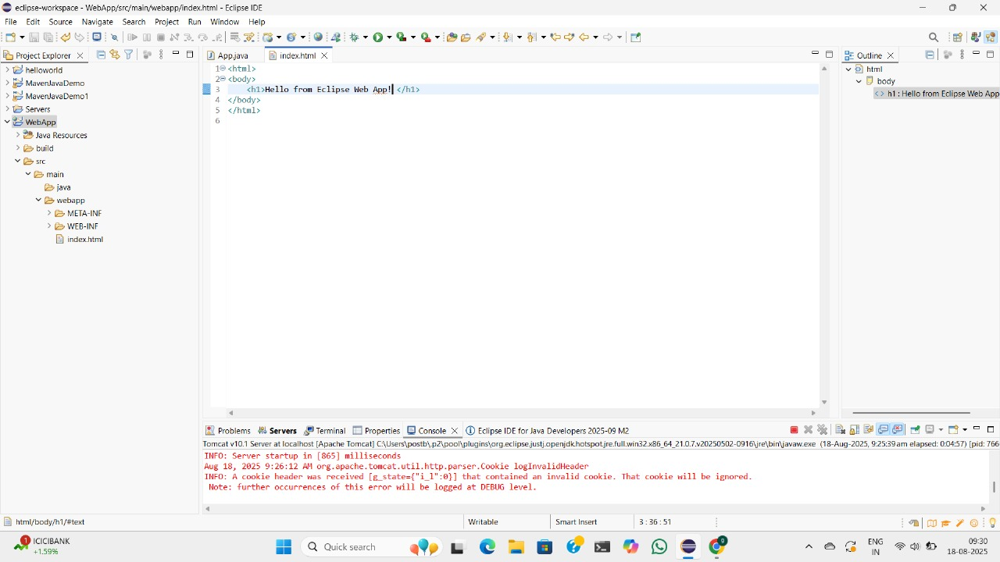 eclipse-workspace - WebApp/src/main/webapp/index.html - Eclipse IDE
File Edit Source Navigate Search Project Run Window Help
Project Explorer
helloworld
MavenJavaDemo
MavenJavaDemo1
Servers
WebApp
Java Resources
build
src
main
java
webapp
META-INF
WEB-INF
index.html
App.java index.html
1 <html>
2 <body>
3 <h1>Hello from Eclipse Web App! </h1>
4 </body>
5 </html>
6
Outline
html
body
h1 : Hello from Eclipse Web App
Problems Servers Terminal Properties Console Eclipse IDE for Java Developers 2025-09 M2
Tomcat v10.1 Server at localhost [Apache Tomcat] C:\Users\postb\.p2\pool\plugins\org.eclipse.justj.openjdk.hotspot.jre.full.win32.x86_64_21.0.7.v20250502-0916\jre\bin\javaw.exe (18-Aug-2025, 9:25:39 am elapsed: 0:04:57) [pid: 766
INFO: Server startup in [865] milliseconds
Aug 18, 2025 9:26:12 AM org.apache.tomcat.util.http.parser.Cookie logInvalidHeader
INFO: A cookie header was received [g_state={"i_l":0}] that contained an invalid cookie. That cookie will be ignored.
Note: further occurrences of this error will be logged at DEBUG level.
html/body/h1/#text Writable Smart Insert 3 : 36 : 51
1 ICICIBANK
+1.59%
Quick search
ENG
IN
09:30
18-08-2025